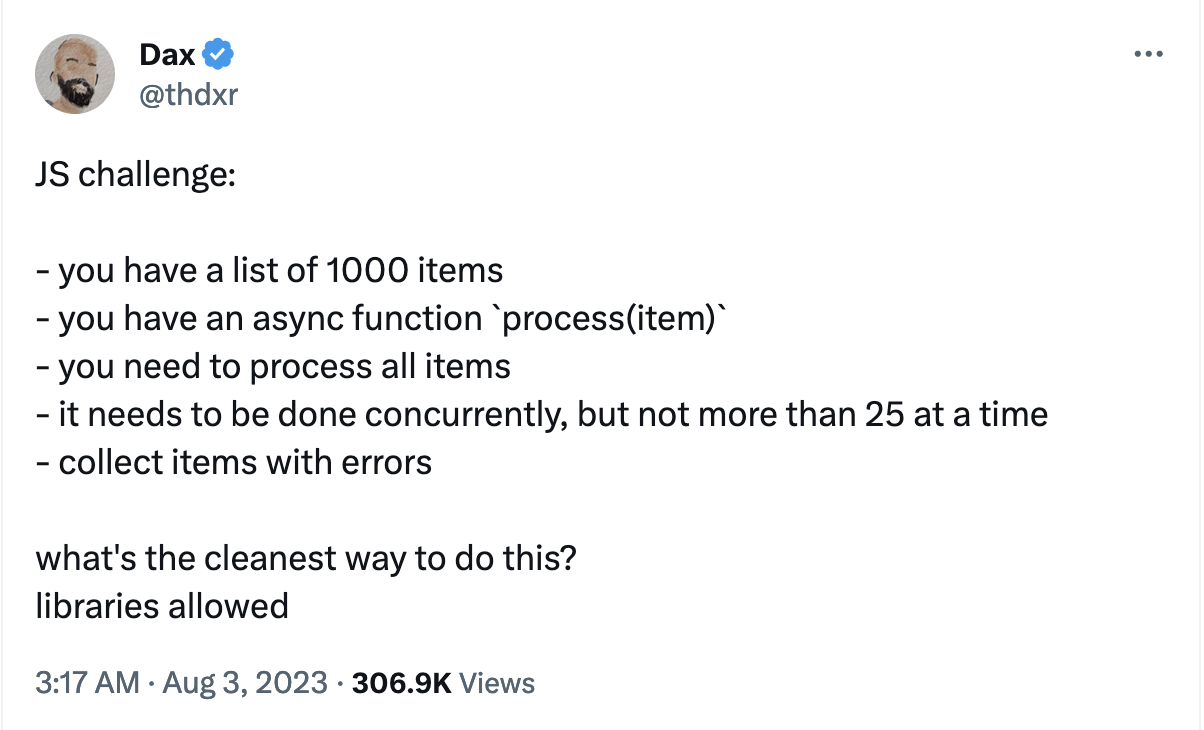 Dax
@thdxr
JS challenge:
- you have a list of 1000 items
- you have an async function `process(item)`
- you need to process all items
- it needs to be done concurrently, but not more than 25 at a time
- collect items with errors
what's the cleanest way to do this?
libraries allowed
3:17 AM · Aug 3, 2023 · 306.9K Views